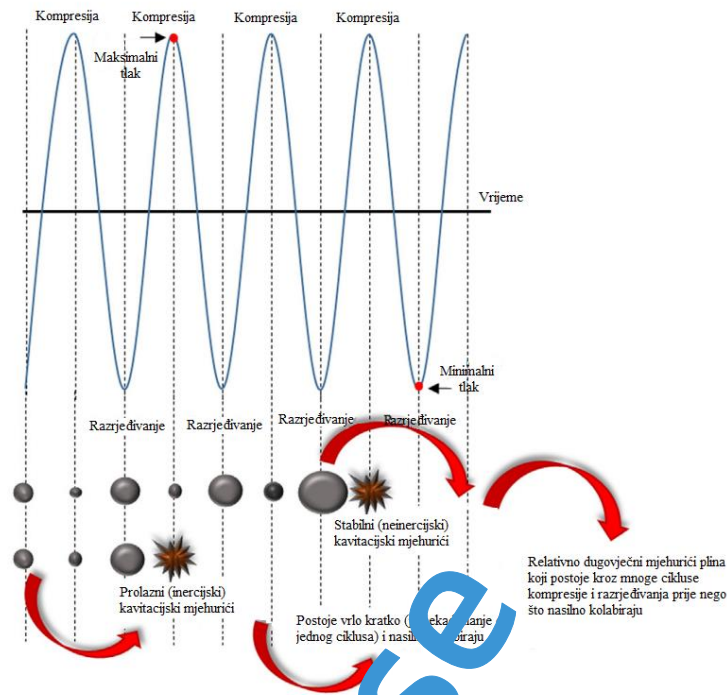 Kompresija
Kompresija
Kompresija
Kompresija
Maksimalni
tlak
Vrijeme
Minimalni
tlak
Razrjeđivanje
Razrjeđivanje
Razrjeđivanje
Razrjeđivanje
Stabilni (neinercijski)
kavitacijski mjehurići
Prolazni (inercijski)
kavitacijski mjehurići
Relativno dugovječni mjehurići plina
koji postoje kroz mnoge cikluse
kompresije i razrjeđivanja prije nego
što nasilno kolabiraju
Postoje vrlo kratko (
jednog ciklusa) i nasilno
se